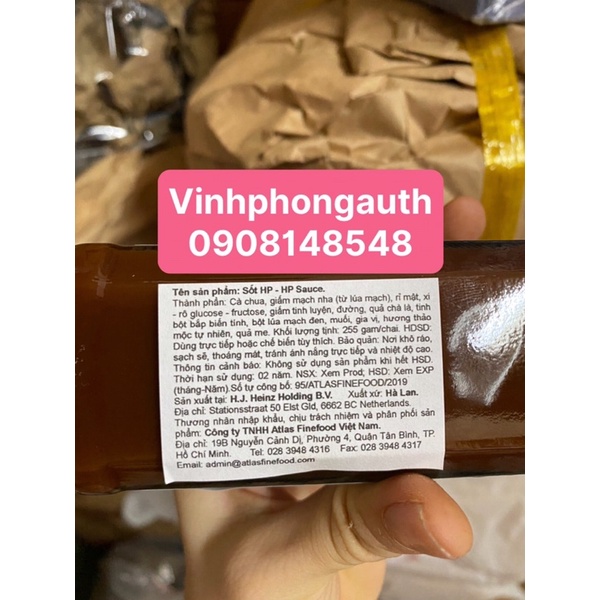 Vinhphongauth
0908148548
Tên sản phẩm: Sốt HP - HP Sauce.
Thành phần: Cà chua, giấm mạch nha (từ lúa mạch), rỉ mật, xi
- rô glucose - fructose, giấm tinh luyện, đường, quả chà là, tinh
bột bắp biến tính, bột lúa mạch đen, muối, gia vị, hương thảo
mộc tự nhiên, quả me. Khối lượng tịnh: 255 gam/chai. HDSD:
Dùng trực tiếp hoặc chế biến tùy thích. Bảo quản: Nơi khô ráo,
sạch sẽ, thoáng mát, tránh ánh nắng trực tiếp và nhiệt độ cao.
Thông tin cảnh báo: Không sử dụng sản phẩm khi hết HSD.
Thời hạn sử dụng: 02 năm. NSX: Xem Prod; HSD: Xem EXP
(tháng-Năm).Số tự công bố: 95/ATLASFINEFOOD/2019
Sản xuất tại: H.J. Heinz Holding B.V. Xuất xứ: Hà Lan.
Địa chỉ: Stationsstraat 50 Elst Gld, 6662 BC Netherlands.
Thương nhân nhập khẩu, chịu trách nhiệm và phân phối sản
phẩm: Công ty TNHH Atlas Finefood Việt Nam.
Địa chỉ: 19B Nguyễn Cảnh Dị, Phường 4, Quận Tân Bình, TP.
Hồ Chí Minh. Tel: 028 3948 4316 Fax: 028 3948 4317
Email: admin@atlasfinefood.com